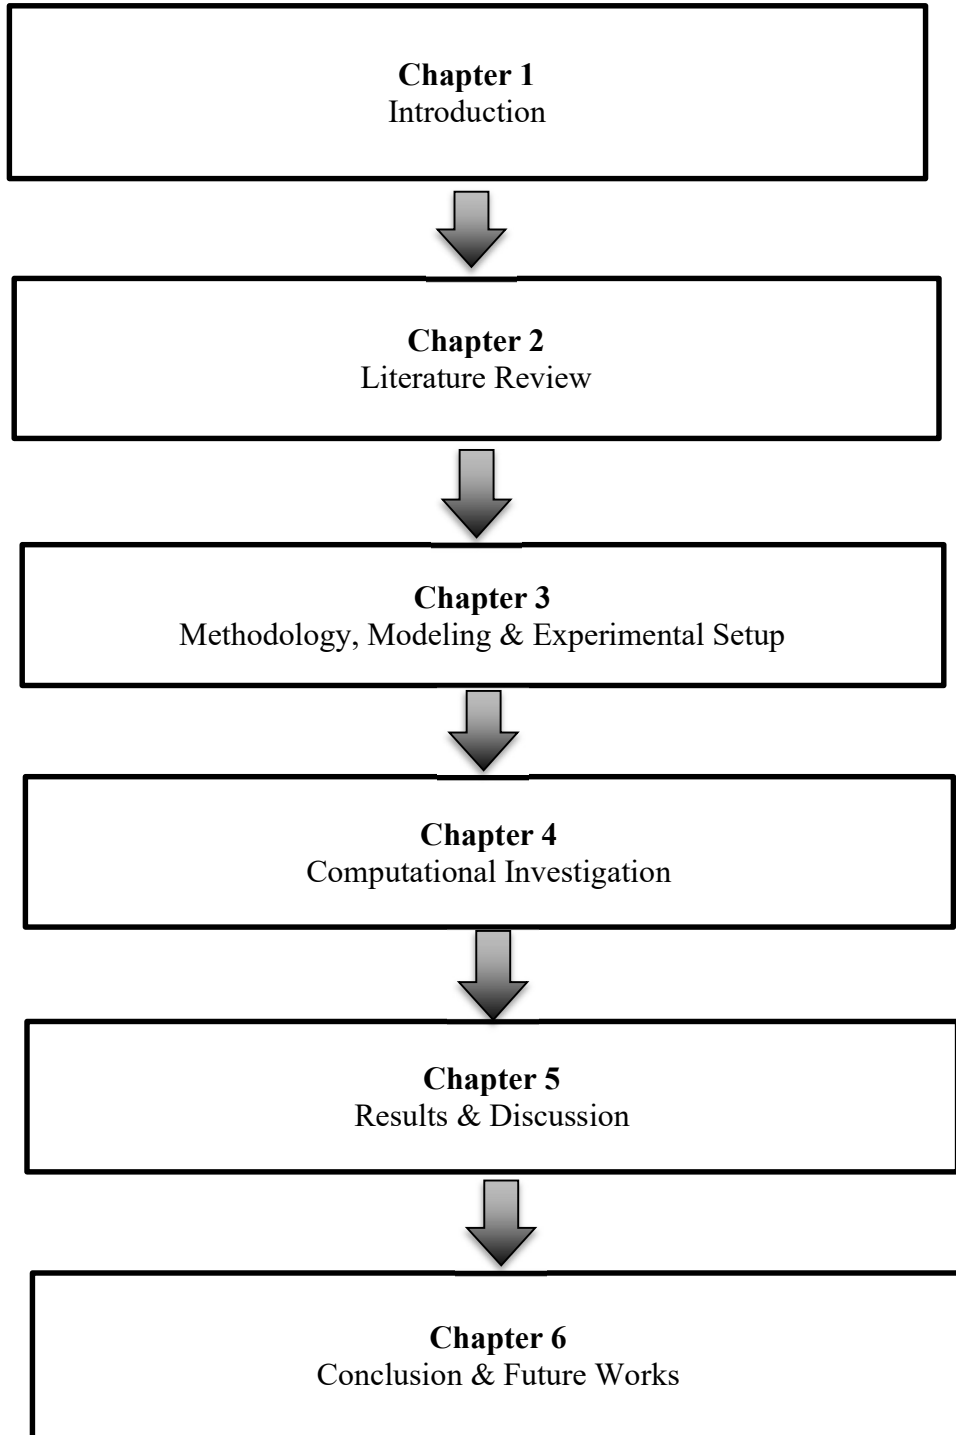 Chapter 1
Introduction
Chapter 2
Literature Review
Chapter 3
Methodology, Modeling & Experimental Setup
Chapter 4
Computational Investigation
Chapter 5
Results & Discussion
Chapter 6
Conclusion & Future Works